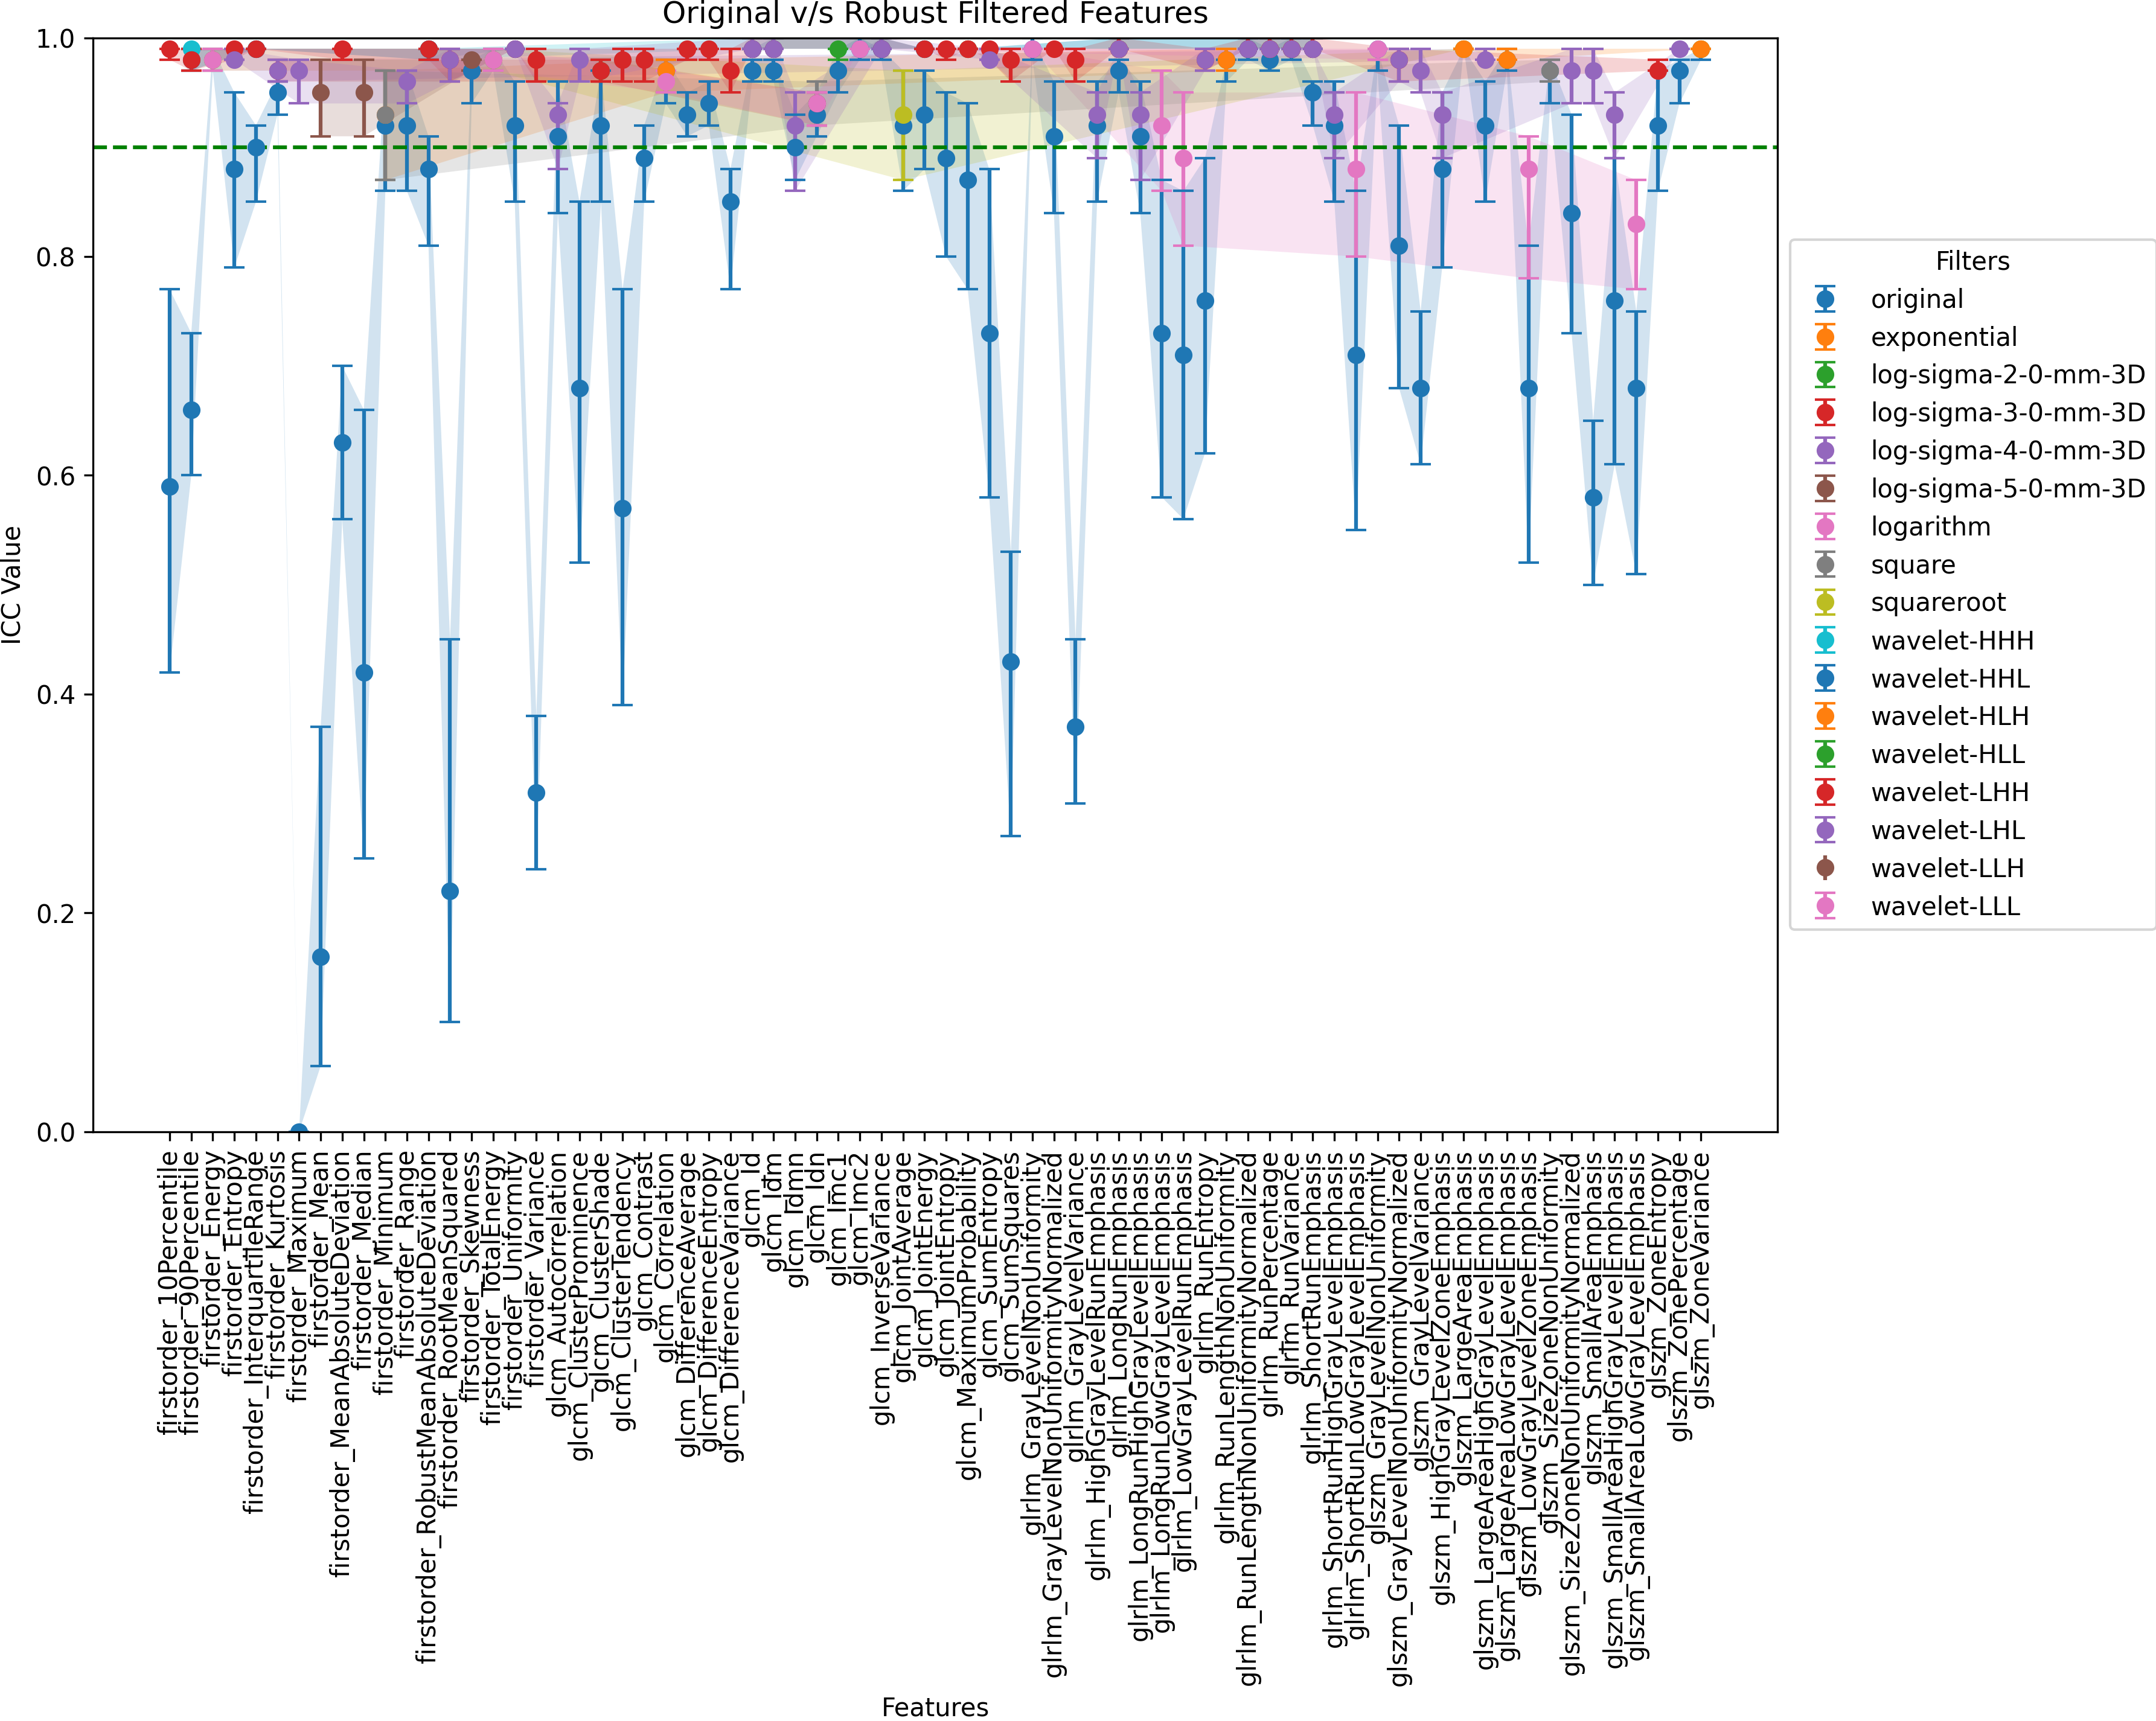 Original v/s Robust Filtered Features
1.0
0.8
0.6
0.4
0.2
0.0
ICC Value
Filters
original
exponential
log-sigma-2-0-mm-3D
log-sigma-3-0-mm-3D
log-sigma-4-0-mm-3D
log-sigma-5-0-mm-3D
logarithm
square
squareroot
wavelet-HHH
wavelet-HHL
wavelet-HLH
wavelet-HLL
wavelet-LHH
wavelet-LHL
wavelet-LLH
wavelet-LLL
firstorder_10Percentile
firstorder_90Percentile
firstorder_Energy
firstorder_Entropy
firstorder_InterquartileRange
firstorder_Kurtosis
firstorder_Maximum
firstorder_Mean
firstorder_MeanAbsoluteDeviation
firstorder_Median
firstorder_Minimum
firstorder_Range
firstorder_RobustMeanAbsoluteDeviation
firstorder_RootMeanSquared
firstorder_Skewness
firstorder_TotalEnergy
firstorder_Uniformity
firstorder_Variance
glcm_Autocorrelation
glcm_ClusterProminence
glcm_ClusterShade
glcm_ClusterTendency
glcm_Contrast
glcm_Correlation
glcm_DifferenceAverage
glcm_DifferenceEntropy
glcm_DifferenceVariance
glcm_Id
glcm_Idm
glcm_Idmn
glcm_Idn
glcm_Imc1
glcm_Imc2
glcm_InverseVariance
glcm_JointAverage
glcm_JointEnergy
glcm_JointEntropy
glcm_MaximumProbability
glcm_SumEntropy
glcm_SumSquares
glrlm_GrayLevelNonUniformity
glrlm_GrayLevelNonUniformityNormalized
glrlm_GrayLevelVariance
glrlm_HighGrayLevelRunEmphasis
glrlm_LongRunEmphasis
glrlm_LongRunHighGrayLevelEmphasis
glrlm_LongRunLowGrayLevelEmphasis
glrlm_LowGrayLevelRunEmphasis
glrlm_RunEntropy
glrlm_RunLengthNonUniformity
glrlm_RunLengthNonUniformityNormalized
glrlm_RunPercentage
glrlm_RunVariance
glrlm_ShortRunEmphasis
glrlm_ShortRunHighGrayLevelEmphasis
glrlm_ShortRunLowGrayLevelEmphasis
glszm_GrayLevelNonUniformity
glszm_GrayLevelNonUniformityNormalized
glszm_GrayLevelVariance
glszm_HighGrayLevelZoneEmphasis
glszm_LargeAreaEmphasis
glszm_LargeAreaHighGrayLevelEmphasis
glszm_LargeAreaLowGrayLevelEmphasis
glszm_LowGrayLevelZoneEmphasis
glszm_SizeZoneNonUniformity
glszm_SizeZoneNonUniformityNormalized
glszm_SmallAreaEmphasis
glszm_SmallAreaHighGrayLevelEmphasis
glszm_SmallAreaLowGrayLevelEmphasis
glszm_ZoneEntropy
glszm_ZonePercentage
glszm_ZoneVariance
Features